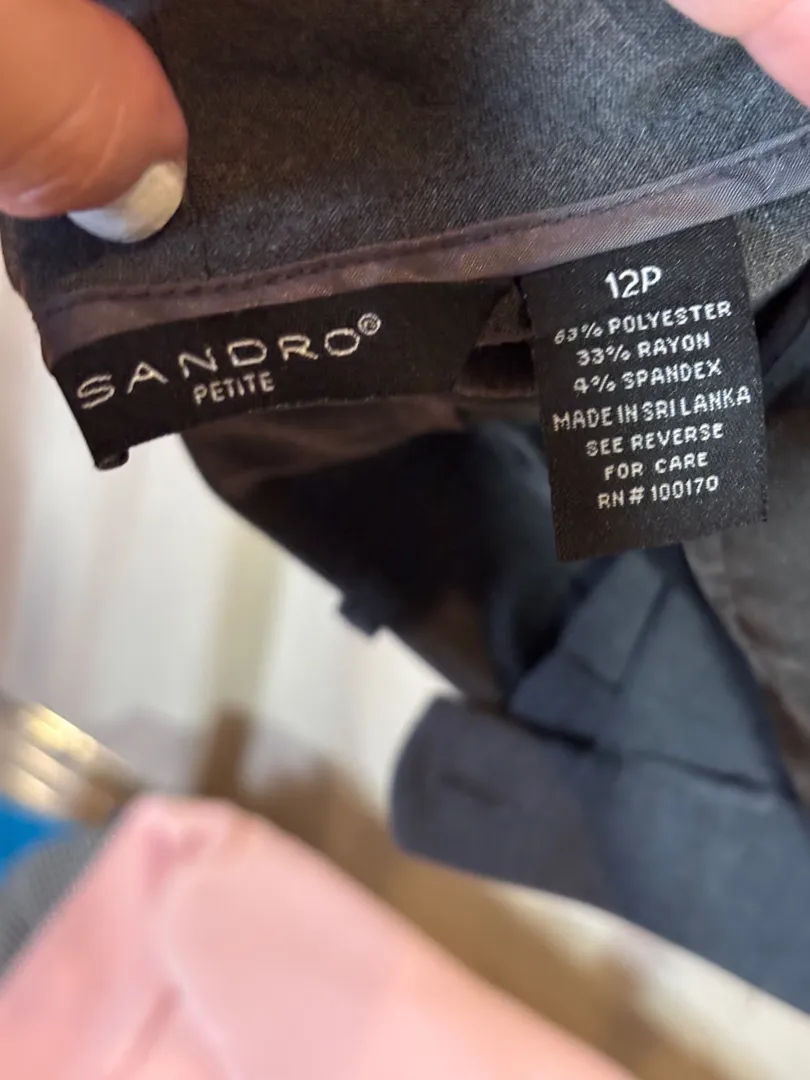 SANDRO®
PETITE
12P
63% POLYESTER
33% RAYON
4% SPANDEX
MADE IN SRI LANKA
SEE REVERSE
FOR CARE
RN # 100170